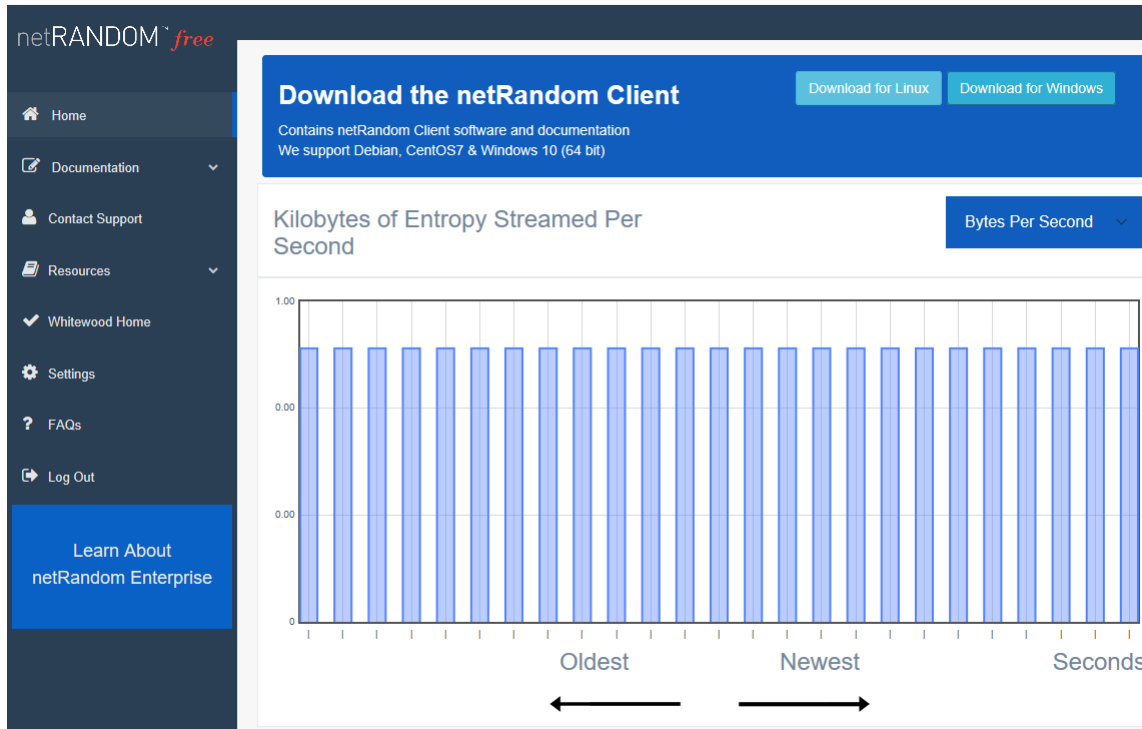 netRANDOM™ free
Home
Documentation
Contact Support
Resources
Whitewood Home
Settings
FAQs
Log Out
Learn About
netRandom Enterprise
Download the netRandom Client
Contains netRandom Client software and documentation
We support Debian, CentOS7 & Windows 10 (64 bit)
Download for Linux
Download for Windows
Kilobytes of Entropy Streamed Per
Second
Bytes Per Second
1.00
0.00
0.00
0
Oldest
Newest
Seconds